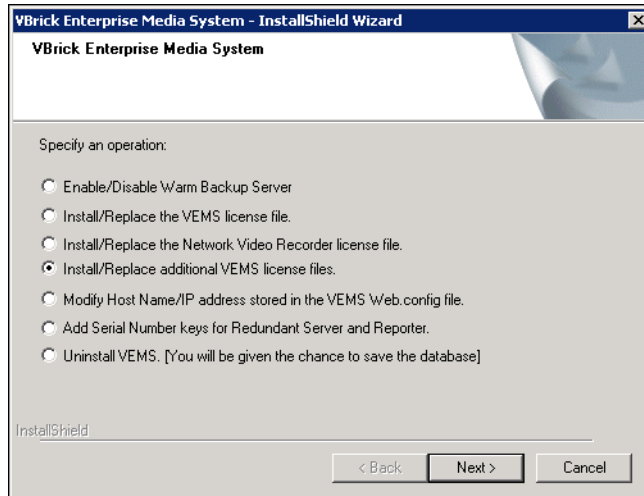 VBrick Enterprise Media System - InstallShield Wizard
VBrick Enterprise Media System
Specify an operation:
Enable/Disable Warm Backup Server
Install/Replace the VEMS license file.
Install/Replace the Network Video Recorder license file.
Install/Replace additional VEMS license files.
Modify Host Name/IP address stored in the VEMS Web.config file.
Add Serial Number keys for Redundant Server and Reporter.
Uninstall VEMS. [You will be given the chance to save the database]
InstallShield
< Back Next > Cancel